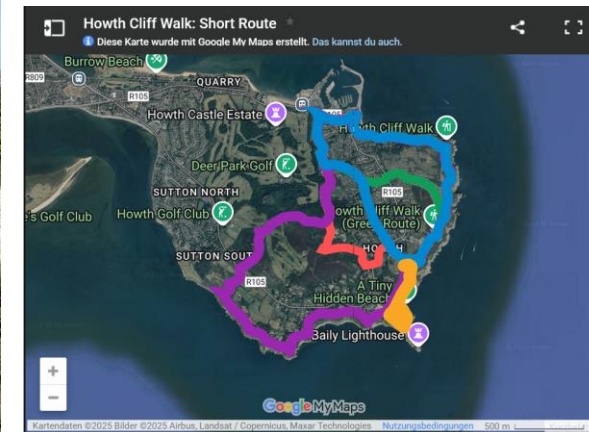 Howth Cliff Walk: Short Route
Diese Karte wurde mit Google My Maps erstellt. Das kannst du auch.
Burrow Beach
R809
QUARRY
R105
R105
Howth Castle Estate
Howth Cliff Walk
Deer Park Golf
R105
SUTTON NORTH
Howth Cliff Walk
(Green Route)
's Golf Club
Howth Golf Club
HOWTH
SUTTON SOUTH
R105
A Tiny
Hidden Beach
Baily Lighthouse
+
−
Google My Maps
Kartendaten ©2025 Bilder ©2025 Airbus, Landsat / Copernicus, Maxar Technologies
Nutzungsbedingungen
500 m